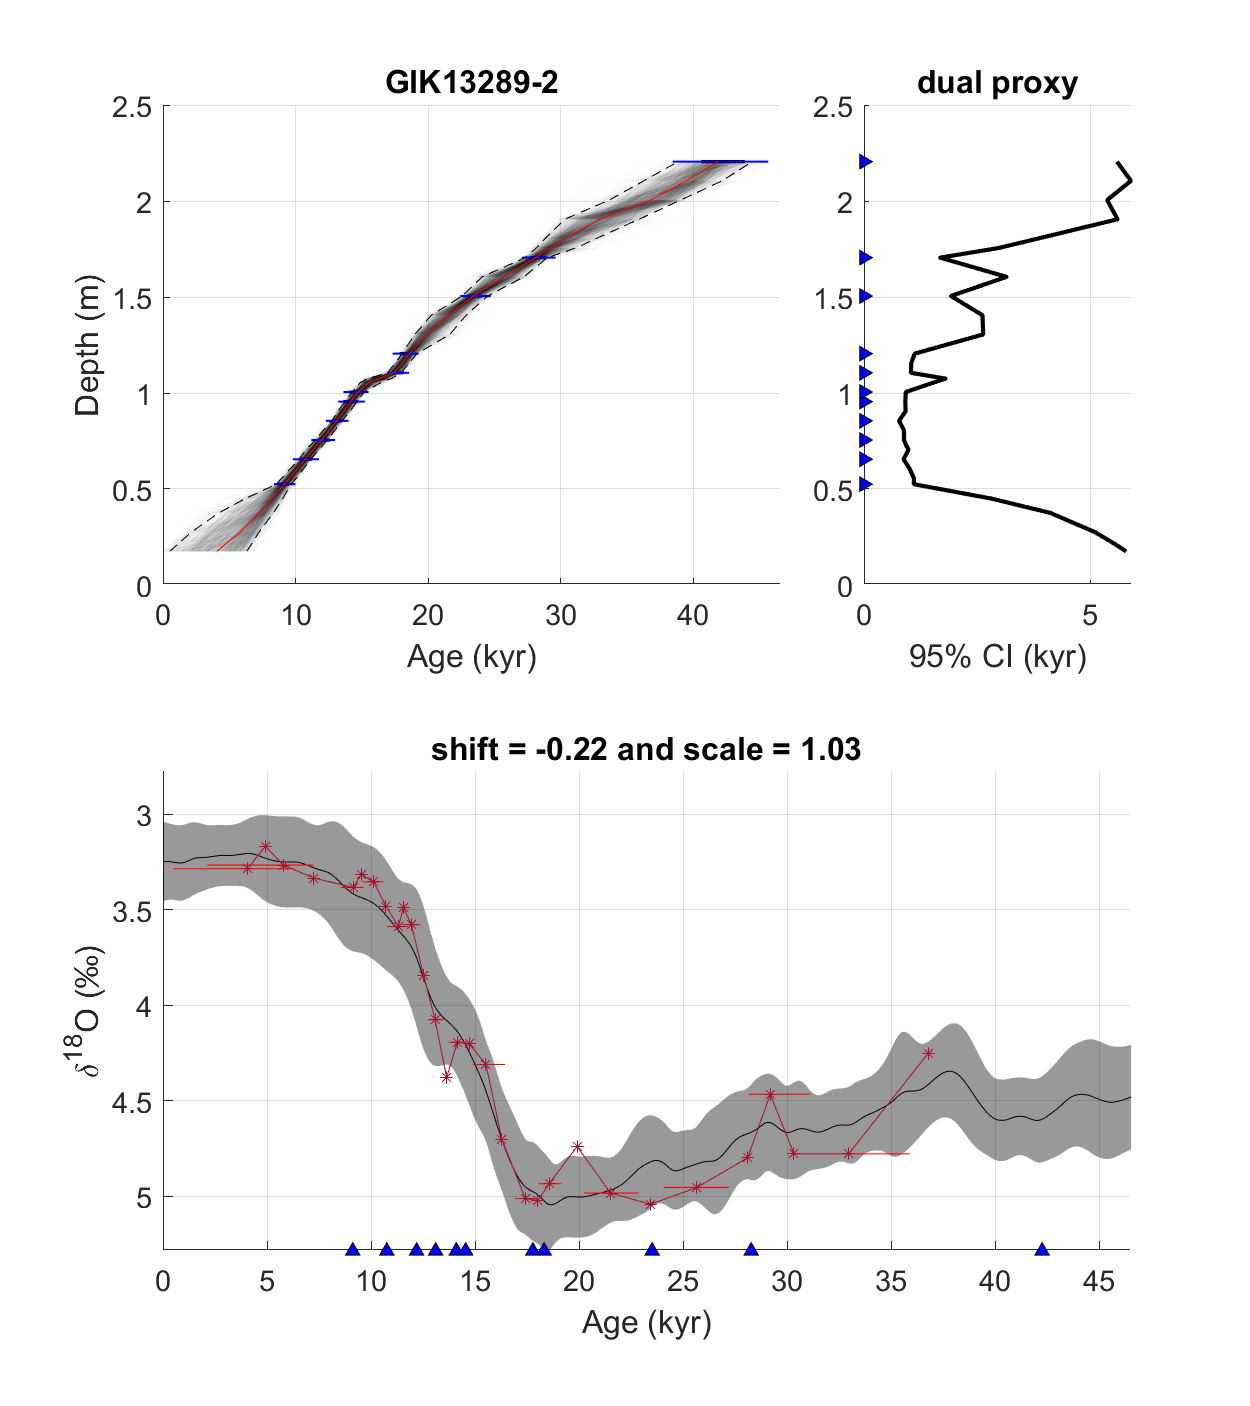 GIK13289-2
dual proxy
2.5
2
1.5
1
0.5
0
Depth (m)
0 10 20 30 40
Age (kyr)
2.5
2
1.5
1
0.5
0
0 5
95% CI (kyr)
shift = -0.22 and scale = 1.03
3
3.5
4
4.5
5
δ18O (‰)
0 5 10 15 20 25 30 35 40 45
Age (kyr)